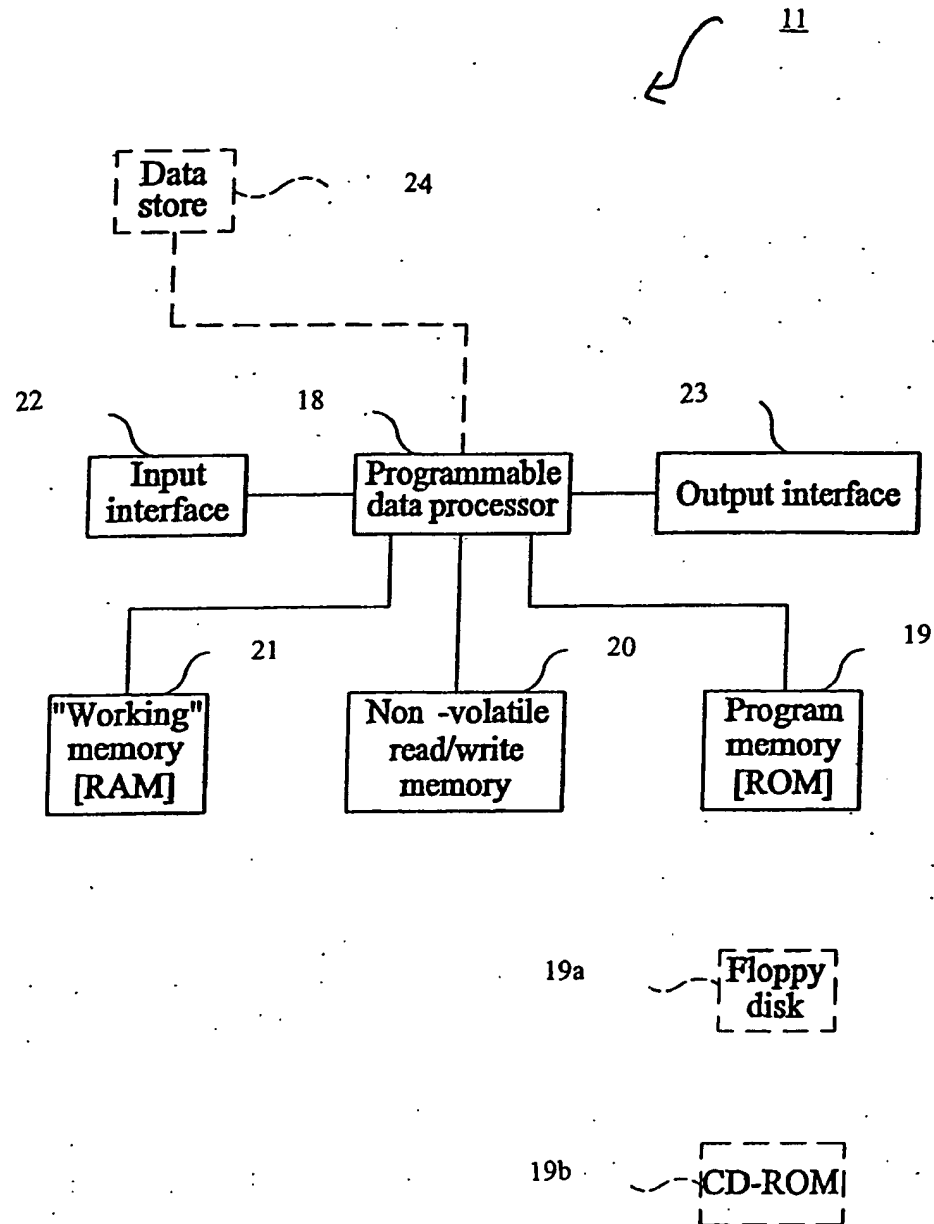 11
Data
store
24
22
18
23
Input
interface
Programmable
data processor
Output interface
21
20
19
"Working"
memory
[RAM]
Non -volatile
read/write
memory
Program
memory
[ROM]
19a
Floppy
disk
19b
CD-ROM